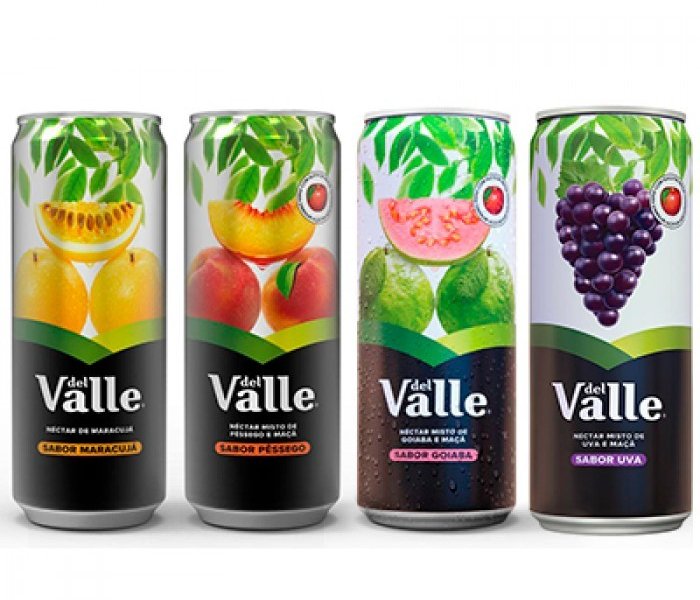 del
Valle
NÉCTAR DE MARACUJÁ
SABOR MARACUJÁ
del
Valle
NÉCTAR MISTO DE
PÊSSEGO E MAÇÃ
SABOR PÊSSEGO
del
Valle
NÉCTAR MISTO DE
GOIABA E MAÇÃ
SABOR GOIABA
del
Valle
NÉCTAR MISTO DE
UVA E MAÇÃ
SABOR UVA